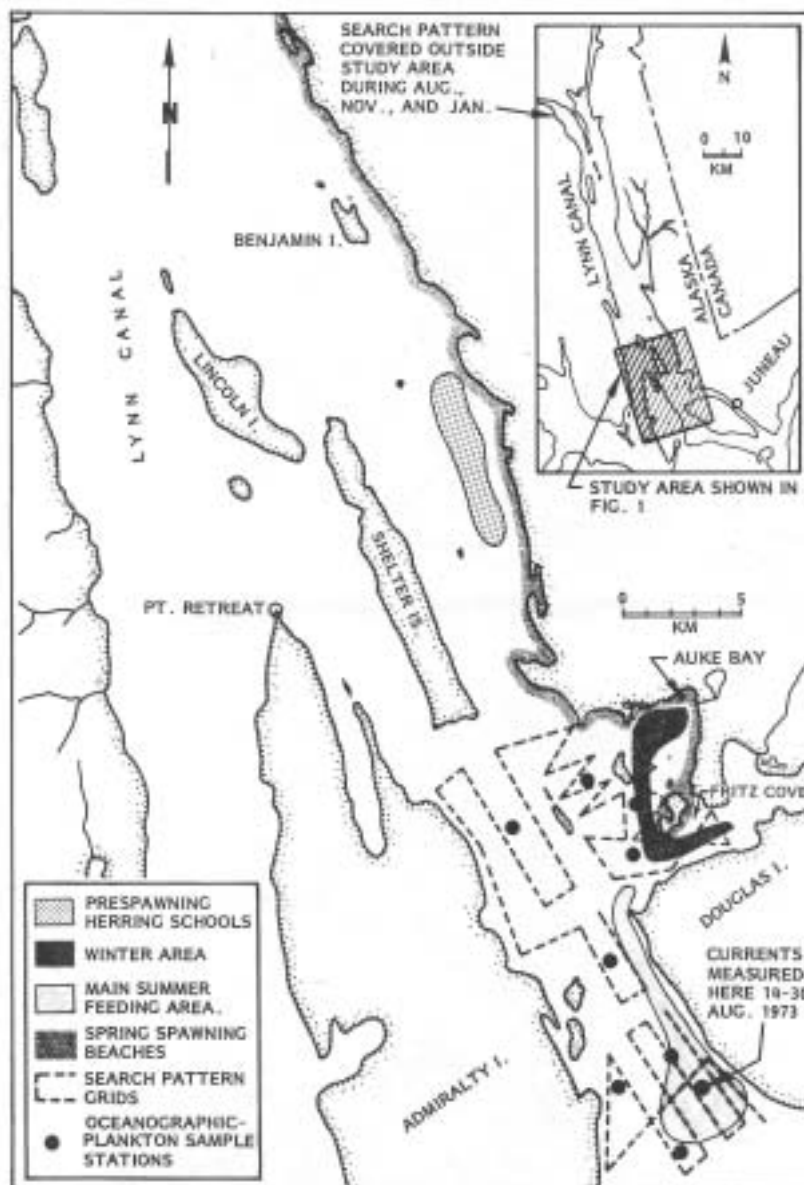 SEARCH PATTERN
COVERED OUTSIDE
STUDY AREA
DURING AUG.,
NOV., AND JAN.
N
N
0 10
KM
LYNN CANAL
ALASKA
CANADA
JUNEAU
STUDY AREA SHOWN IN
FIG. 1
BENJAMIN I.
LYNN CANAL
LINCOLN I.
SHELTER IS.
PT. RETREAT
0 5
KM
AUKE BAY
FRITZ COVE
DOUGLAS I.
CURRENTS
MEASURED
HERE 14-3
AUG. 1973
ADMIRALTY I.
PRESPAWNING
HERRING SCHOOLS
WINTER AREA
MAIN SUMMER
FEEDING AREA.
SPRING SPAWNING
BEACHES
SEARCH PATTERN
GRIDS
OCEANOGRAPHIC-
PLANKTON SAMPLE
STATIONS